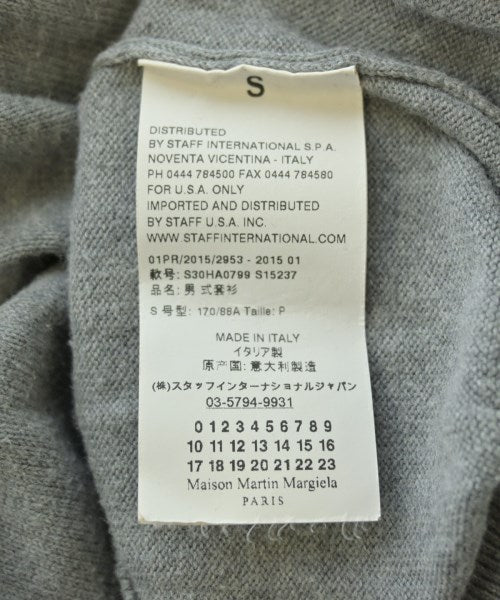 S
DISTRIBUTED
BY STAFF INTERNATIONAL S.P.A.
NOVENTA VICENTINA - ITALY
PH 0444 784500 FAX 0444 784580
FOR U.S.A. ONLY
IMPORTED AND DISTRIBUTED
BY STAFF U.S.A. INC.
WWW.STAFFINTERNATIONAL.COM
01PR/2015/2953 - 2015 01
款号: S30HA0799 S15237
品名: 男 式套衫
S 号型: 170/88A Taille: P
MADE IN ITALY
イタリア製
原产国: 意大利製造
(株)スタッフインターナショナルジャパン
03-5794-9931
0 1 2 3 4 5 6 7 8 9
10 11 12 13 14 15 16
17 18 19 20 21 22 23
Maison Martin Margiela
PARIS